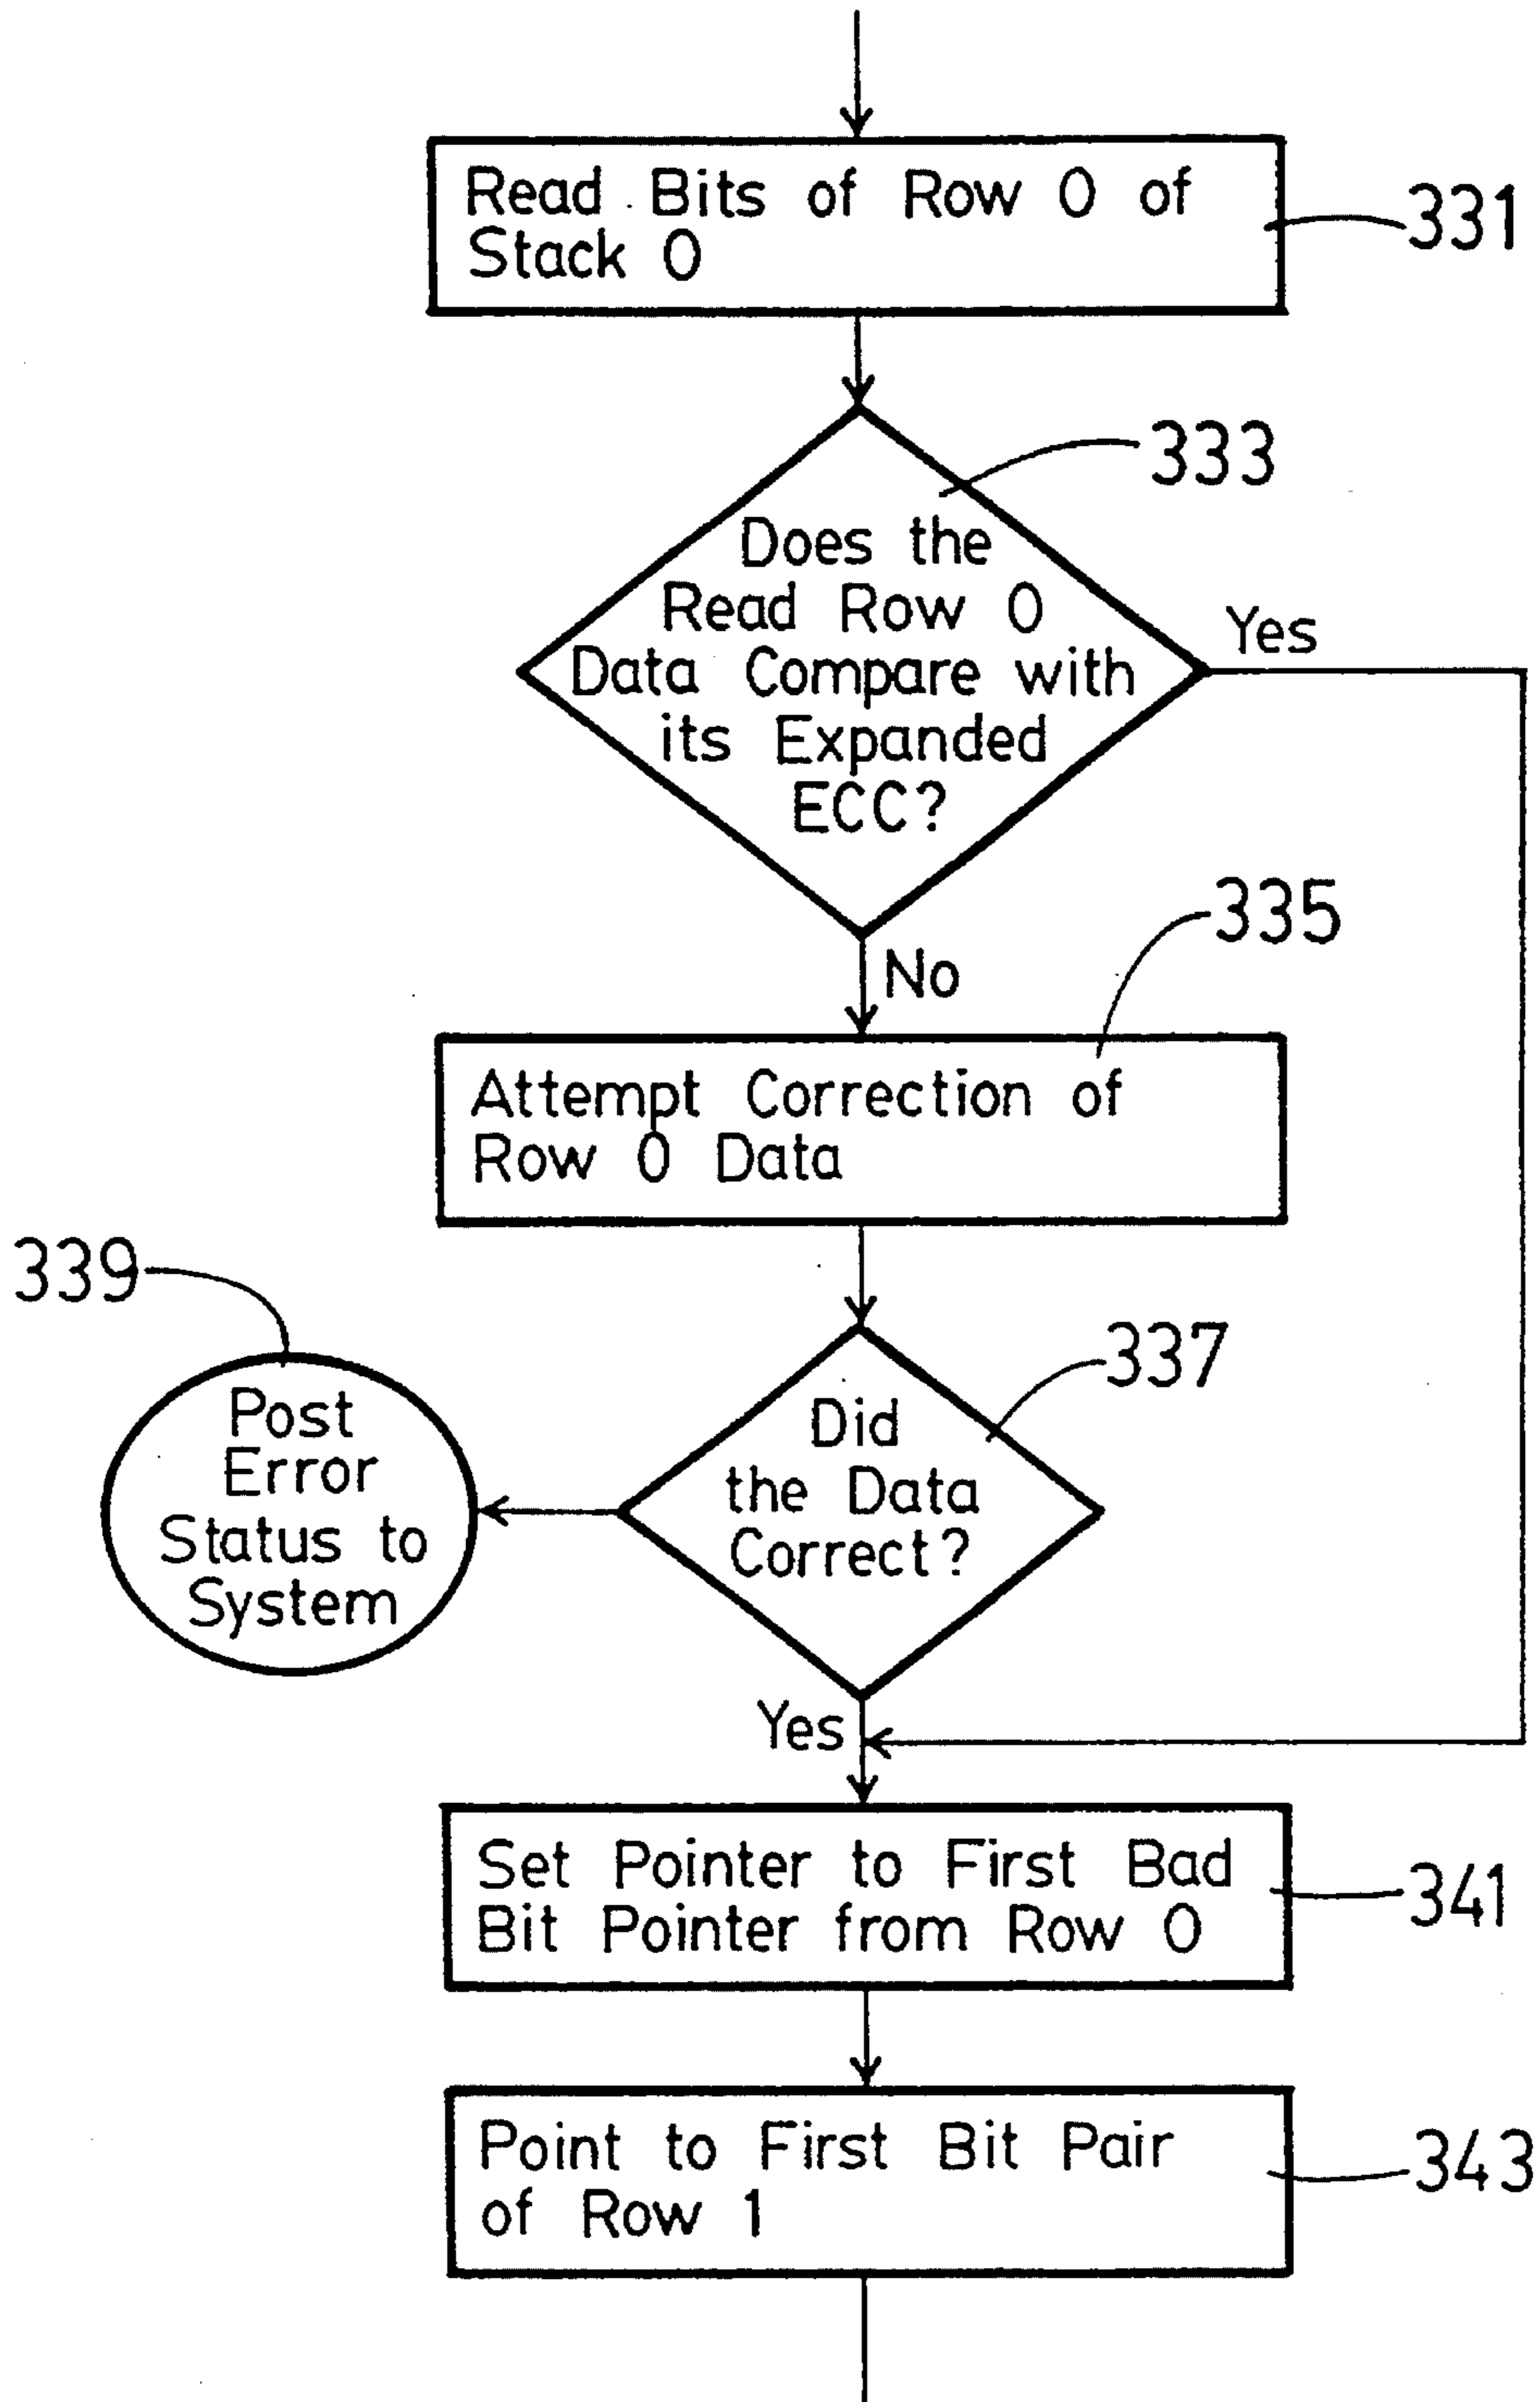 Read Bits of Row 0 of
Stack 0
331
333
Does the
Read Row 0
Data Compare with
its Expanded
ECC?
Yes
No
335
Attempt Correction of
Row 0 Data
339
Post
Error
Status to
System
337
Did
the Data
Correct?
Yes
Set Pointer to First Bad
Bit Pointer from Row 0
341
Point to First Bit Pair
of Row 1
343